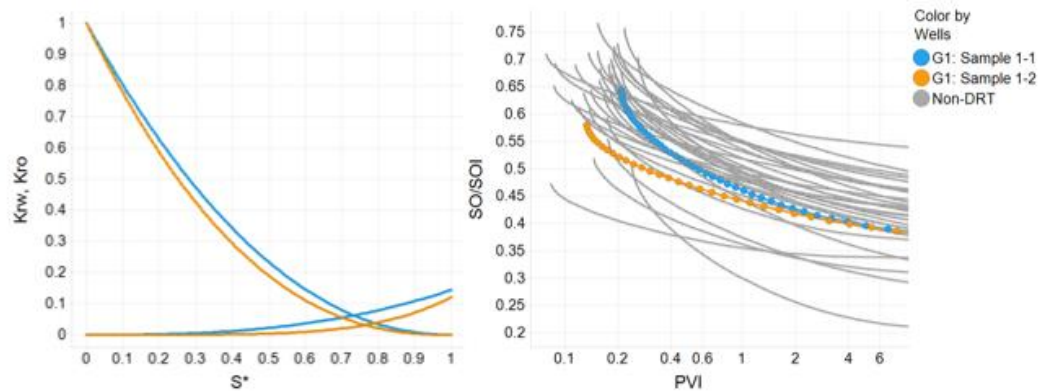 1
0.9
0.8
0.7
0.6
0.5
0.4
0.3
0.2
0.1
0
Krw, Kro
0 0.1 0.2 0.3 0.4 0.5 0.6 0.7 0.8 0.9 1
S*
0.75
0.7
0.65
0.6
0.55
0.5
0.45
0.4
0.35
0.3
0.25
0.2
SO/SOI
0.1 0.2 0.4 0.6 1 2 4 6
PVI
Color by
Wells
G1: Sample 1-1
G1: Sample 1-2
Non-DRT